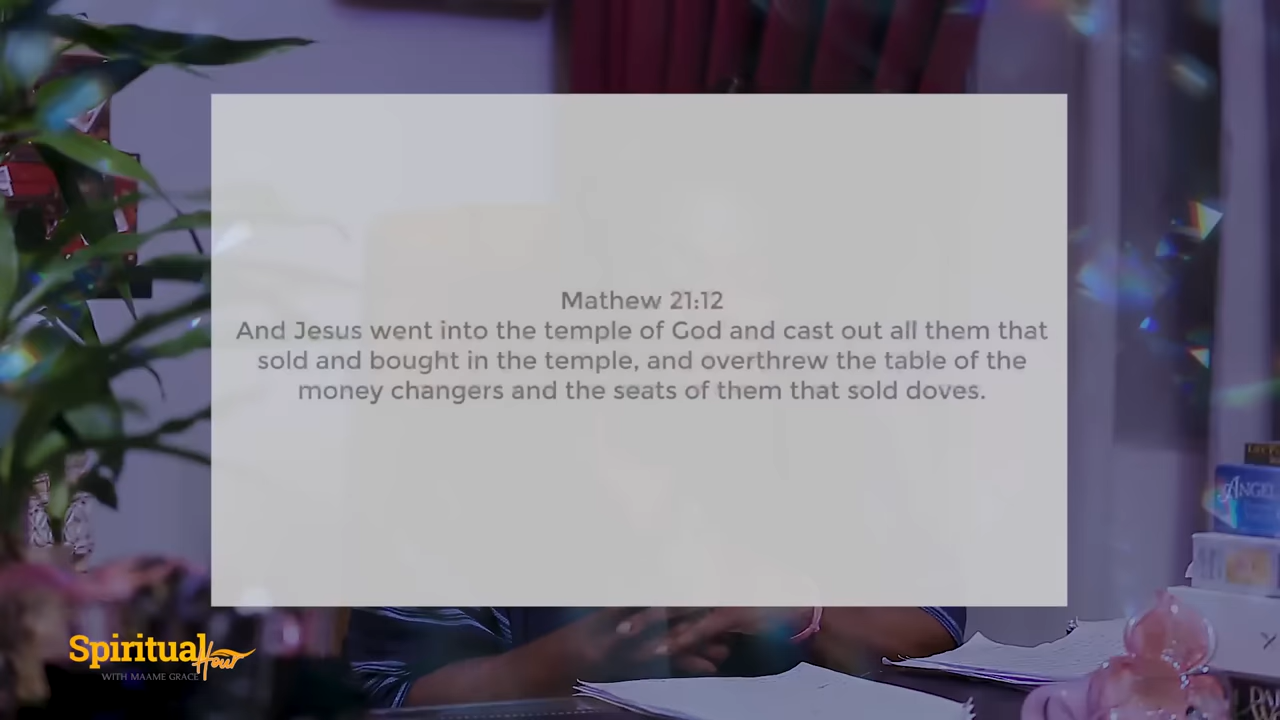 Mathew 21:12
And Jesus went into the temple of God and cast out all them that
sold and bought in the temple, and overthrew the table of the
money changers and the seats of them that sold doves.
ANGEL
Spiritual
Hour
WITH MAAME GRACE